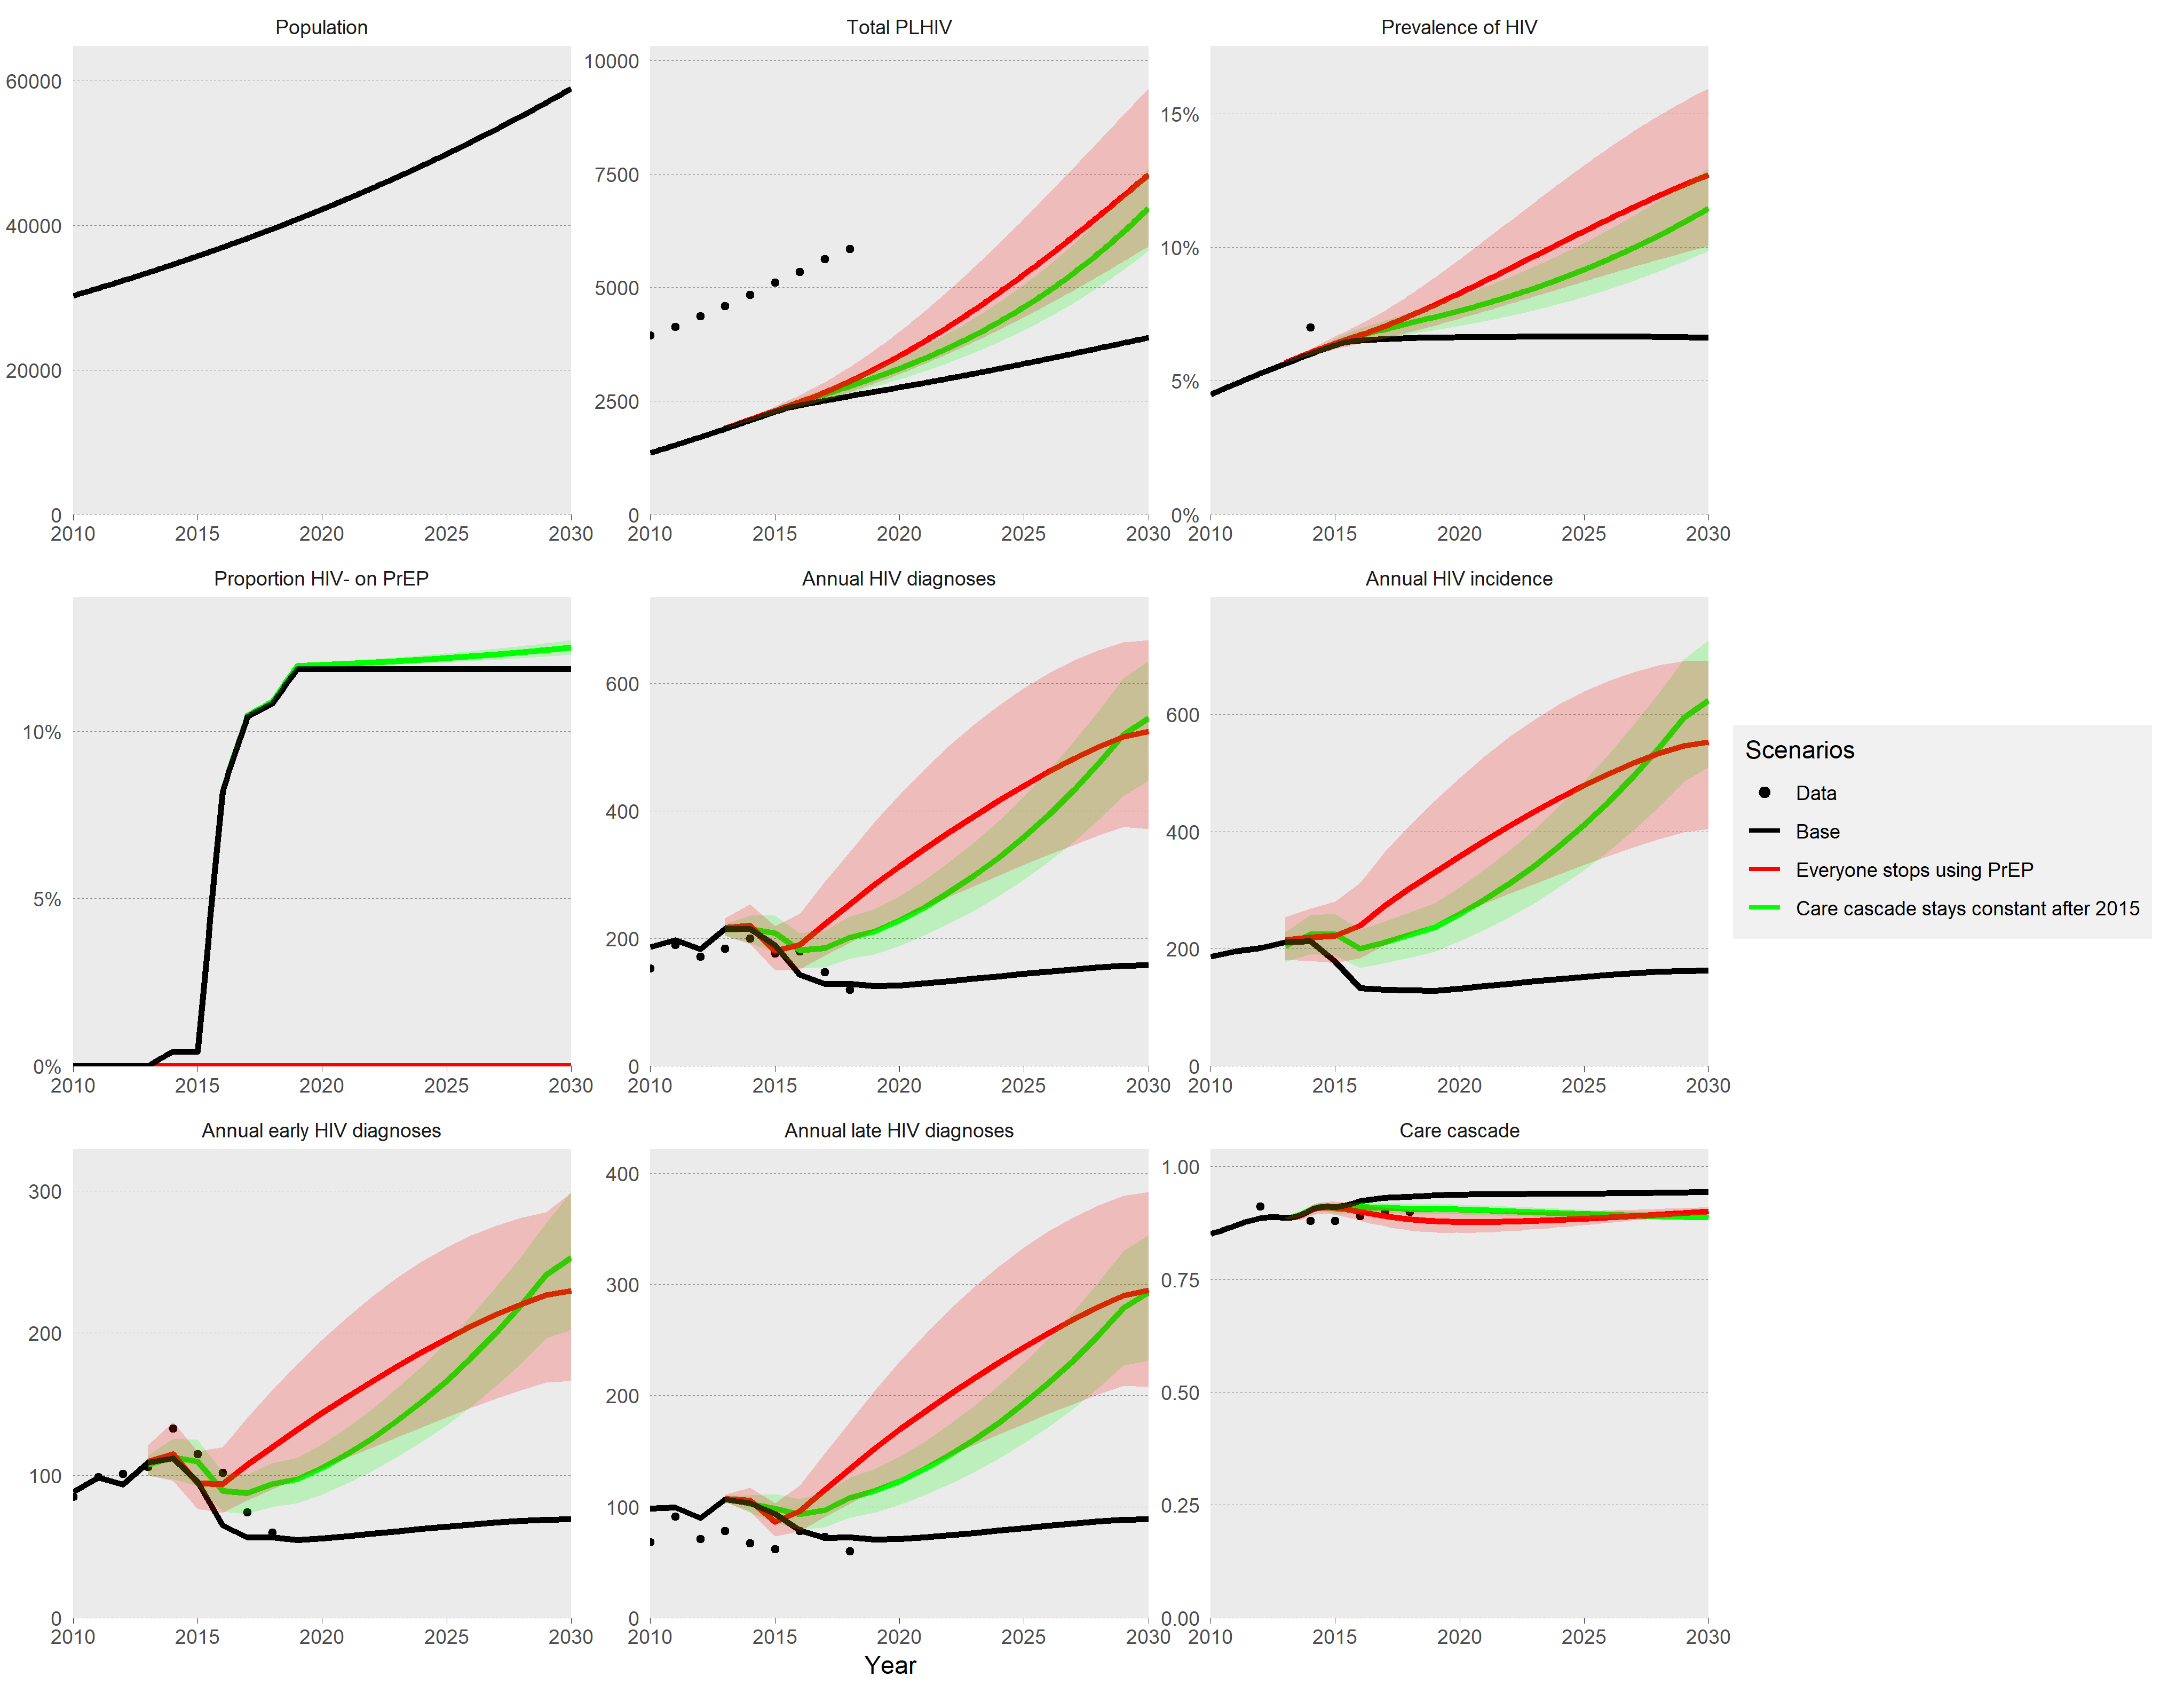 Population
Total PLHIV
Prevalence of HIV
60000
40000
20000
0
2010 2015 2020 2025 2030
10000
7500
5000
2500
0
2010 2015 2020 2025 2030
15%
10%
5%
0%
2010 2015 2020 2025 2030
Proportion HIV- on PrEP
Annual HIV diagnoses
Annual HIV incidence
10%
5%
0%
2010 2015 2020 2025 2030
600
400
200
0
2010 2015 2020 2025 2030
600
400
200
0
2010 2015 2020 2025 2030
Scenarios
Data
Base
Everyone stops using PrEP
Care cascade stays constant after 2015
Annual early HIV diagnoses
Annual late HIV diagnoses
Care cascade
300
200
100
0
2010 2015 2020 2025 2030
400
300
200
100
0
2010 2015 2020 2025 2030
1.00
0.75
0.50
0.25
0.00
2010 2015 2020 2025 2030
Year